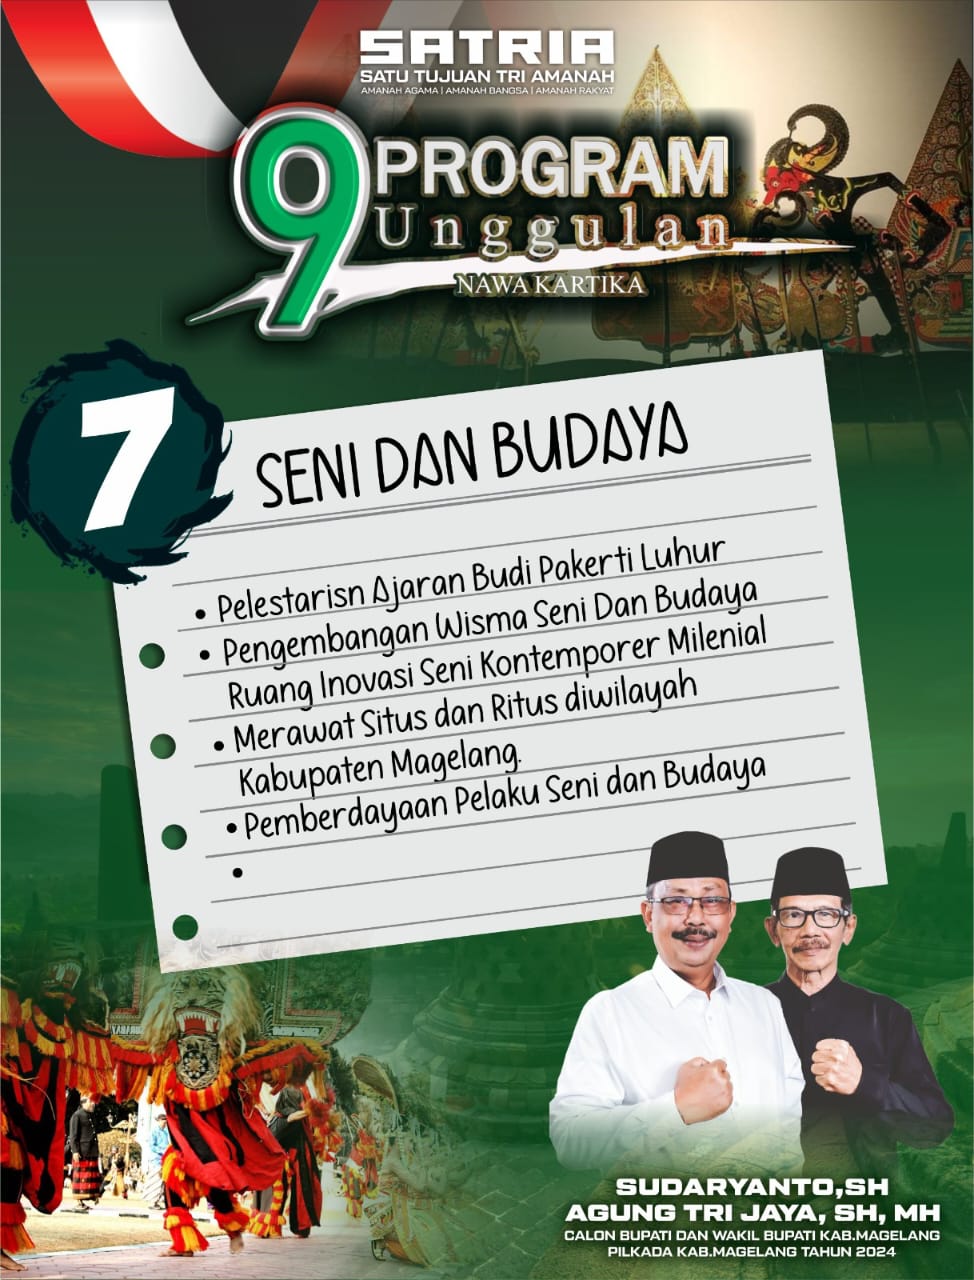 SATRIA
SATU TUJUAN TRI AMANAH
AMANAH AGAMA | AMANAH BANGSA | AMANAH RAKYAT
9 PROGRAM
Unggulan
NAWA KARTIKA
7
SENI DAN BUDAYA
• Pelestarisn Ajaran Budi Pakerti Luhur
• Pengembangan Wisma Seni Dan Budaya
Ruang Inovasi Seni Kontemporer Milenial
• Merawat Situs dan Ritus diwilayah
Kabupaten Magelang.
• Pemberdayaan Pelaku Seni dan Budaya
•
SUDARYANTO,SH
AGUNG TRI JAYA, SH, MH
CALON BUPATI DAN WAKIL BUPATI KAB.MAGELANG
PILKADA KAB.MAGELANG TAHUN 2024